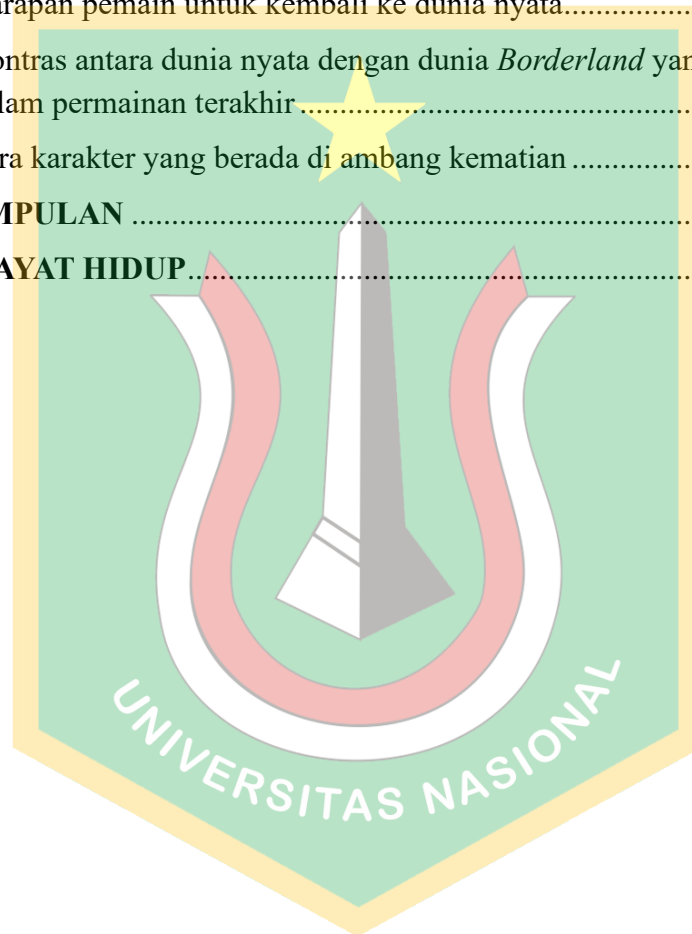 arapan pemain untuk kembali ke dunia nyata....................
ontras antara dunia nyata dengan dunia Borderland yan
lam permainan terakhir....................................................
ra karakter yang berada di ambang kematian ...................
MPULAN ..........................................................................
AYAT HIDUP...................................................................
UNIVERSITAS NASIONAL